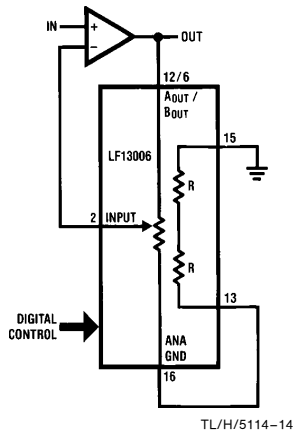 IN
+
−
OUT
12/6
AOUT /
BOUT
15
LF13006
R
2
INPUT
R
13
DIGITAL
CONTROL
ANA
GND
16
TL/H/5114–14